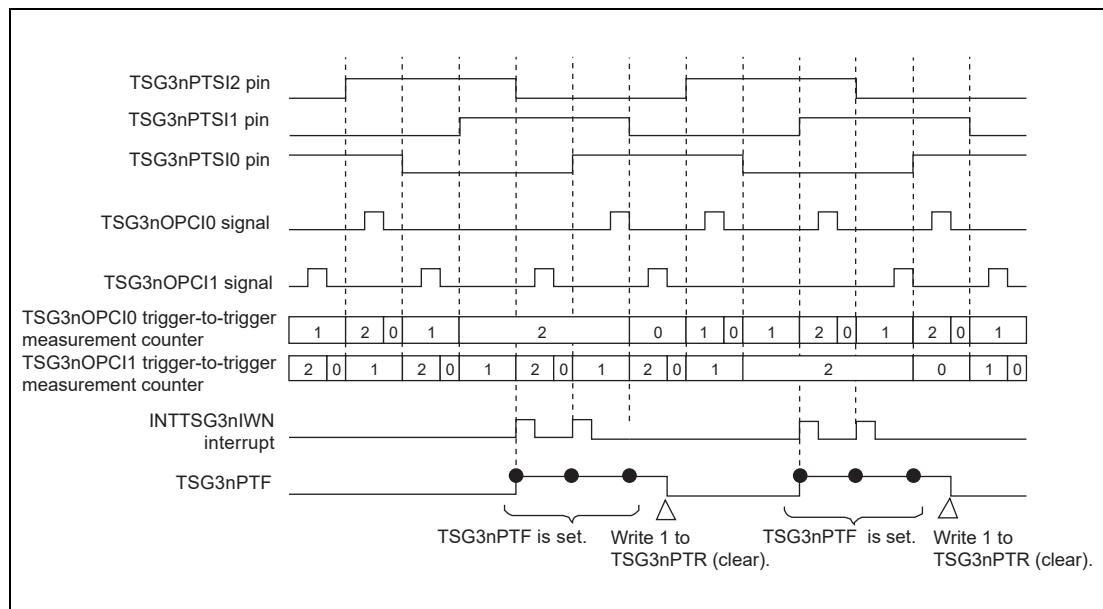 TSG3nPTSI2 pin
TSG3nPTSI1 pin
TSG3nPTSI0 pin
TSG3nOPCI0 signal
TSG3nOPCI1 signal
TSG3nOPCI0 trigger-to-trigger
measurement counter
1 2 0 1 2 0 1 0 1 2 0 1 2 0 1
TSG3nOPCI1 trigger-to-trigger
measurement counter
2 0 1 2 0 1 2 0 1 2 0 1 2 0 1 0
INTTSG3nIWN
interrupt
TSG3nPTF
TSG3nPTF is set.
Write 1 to
TSG3nPTR (clear).
TSG3nPTF is set.
Write 1 to
TSG3nPTR (clear).